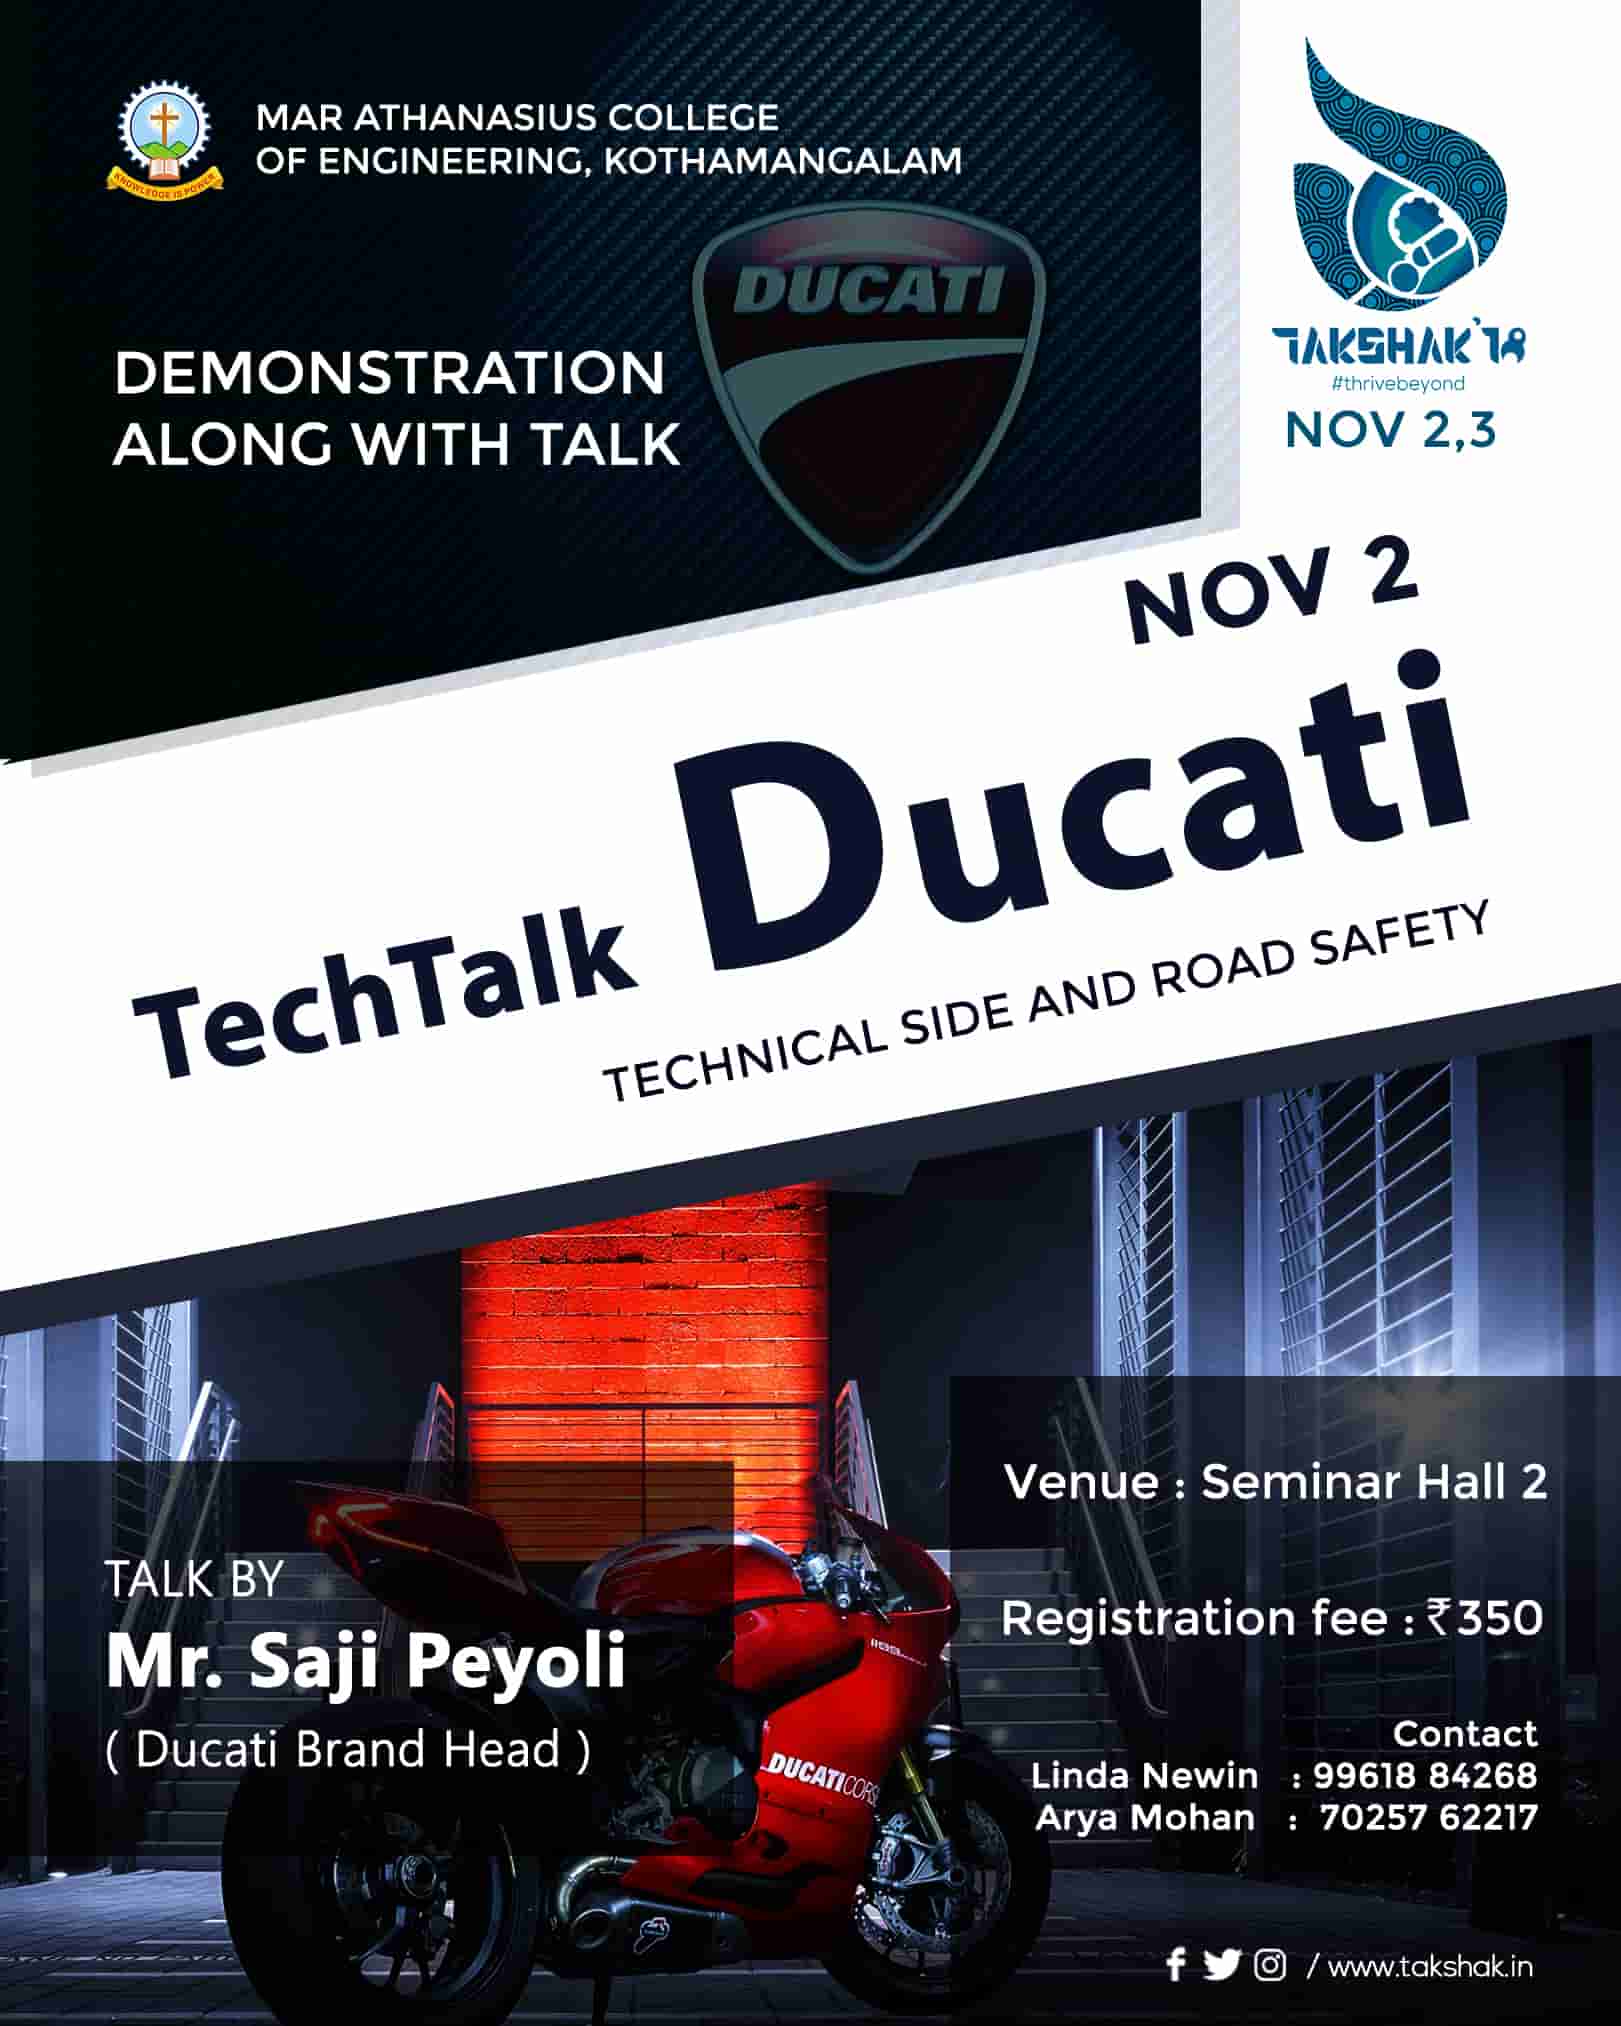 MAR ATHANASIUS COLLEGE
OF ENGINEERING, KOTHAMANGALAM
KNOWLEDGE IS POWER
DUCATI
DEMONSTRATION
ALONG WITH TALK
TAKSHAK'18
#thrivebeyond
NOV 2,3
NOV 2
TechTalk Ducati
TECHNICAL SIDE AND ROAD SAFETY
TALK BY
Mr. Saji Peyoli
( Ducati Brand Head )
Venue : Seminar Hall 2
Registration fee : ₹350
Contact
Linda Newin : 99618 84268
Arya Mohan : 70257 62217
DUCATICORSE
/ www.takshak.in